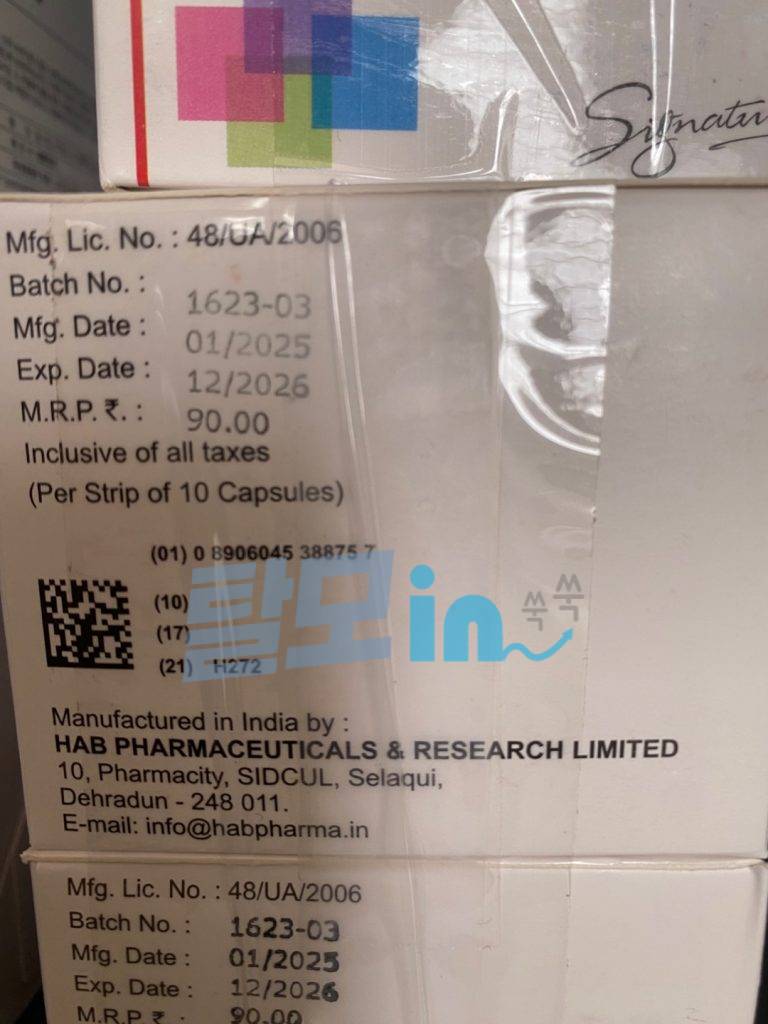 Signatu
Mfg. Lic. No. : 48/UA/2006
Batch No. : 1623-03
Mfg. Date : 01/2025
Exp. Date : 12/2026
M.R.P. ₹. : 90.00
Inclusive of all taxes
(Per Strip of 10 Capsules)
(01) 0 8906045 38875 7
(10)
(17)
(21) H272
탈모in쑥쑥
Manufactured in India by :
HAB PHARMACEUTICALS & RESEARCH LIMITED
10, Pharmacity, SIDCUL, Selaqui,
Dehradun - 248 011.
E-mail: info@habpharma.in
Mfg. Lic. No. : 48/UA/2006
Batch No. : 1623-03
Mfg. Date : 01/2025
Exp. Date : 12/2026
M.R.P ₹ : 90.00